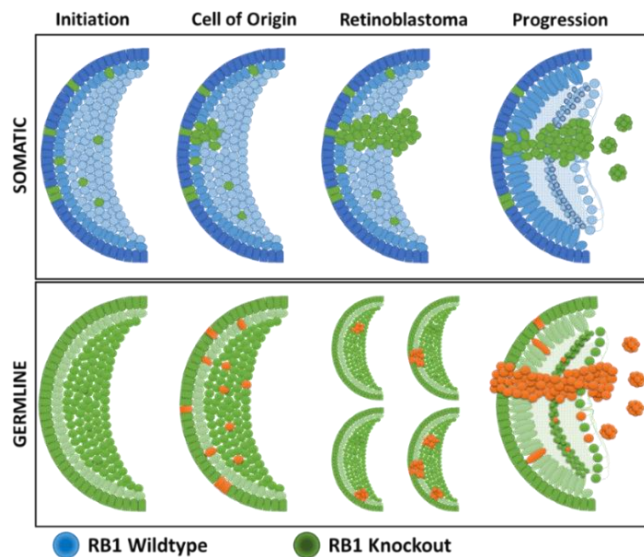 Initiation
Cell of Origin
Retinoblastoma
Progression
SOMATIC
GERMLINE
RB1 Wildtype
RB1 Knockout